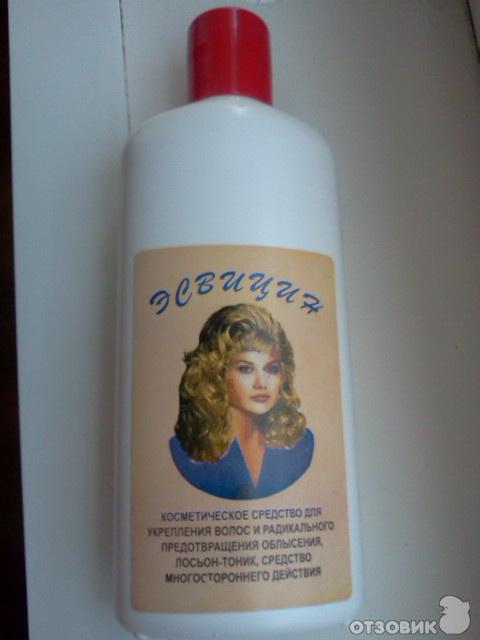 ЭСВИЦИН
КОСМЕТИЧЕСКОЕ СРЕДСТВО ДЛЯ
УКРЕПЛЕНИЯ ВОЛОС И РАДИКАЛЬНОГО
ПРЕДОТВРАЩЕНИЯ ОБЛЫСЕНИЯ,
ЛОСЬОН-ТОНИК, СРЕДСТВО
МНОГОСТОРОННЕГО ДЕЙСТВИЯ
ОТЗОВИК